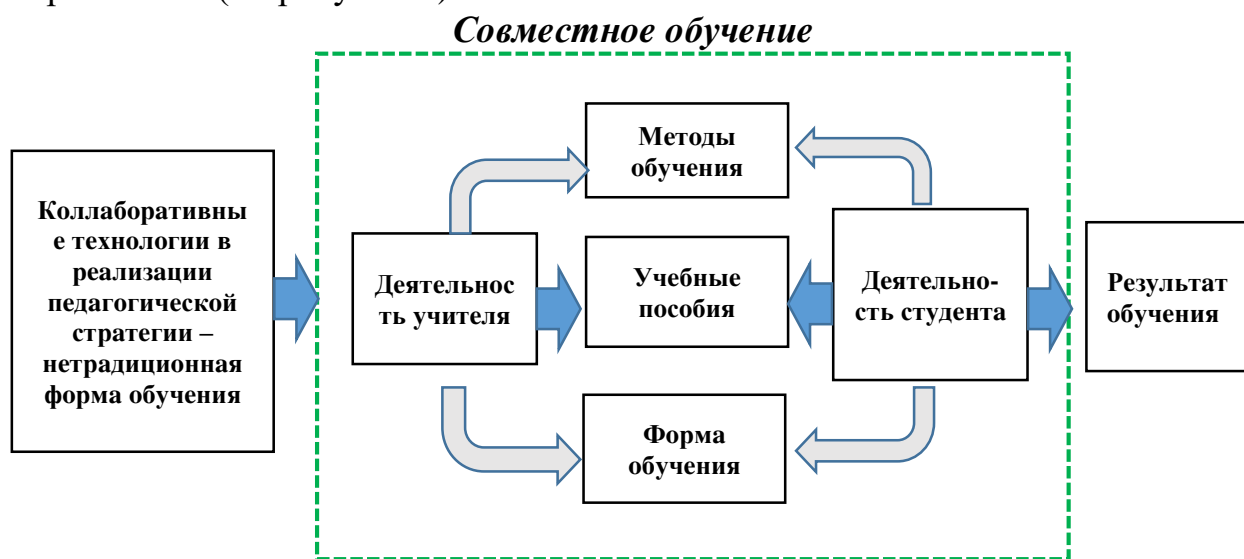 Совместное обучение
Коллаборативны
е технологии в
реализации
педагогической
стратегии –
нетрадиционная
форма обучения
Деятельнос
ть учителя
Методы
обучения
Учебные
пособия
Форма
обучения
Деятельно-
сть студента
Результат
обучения